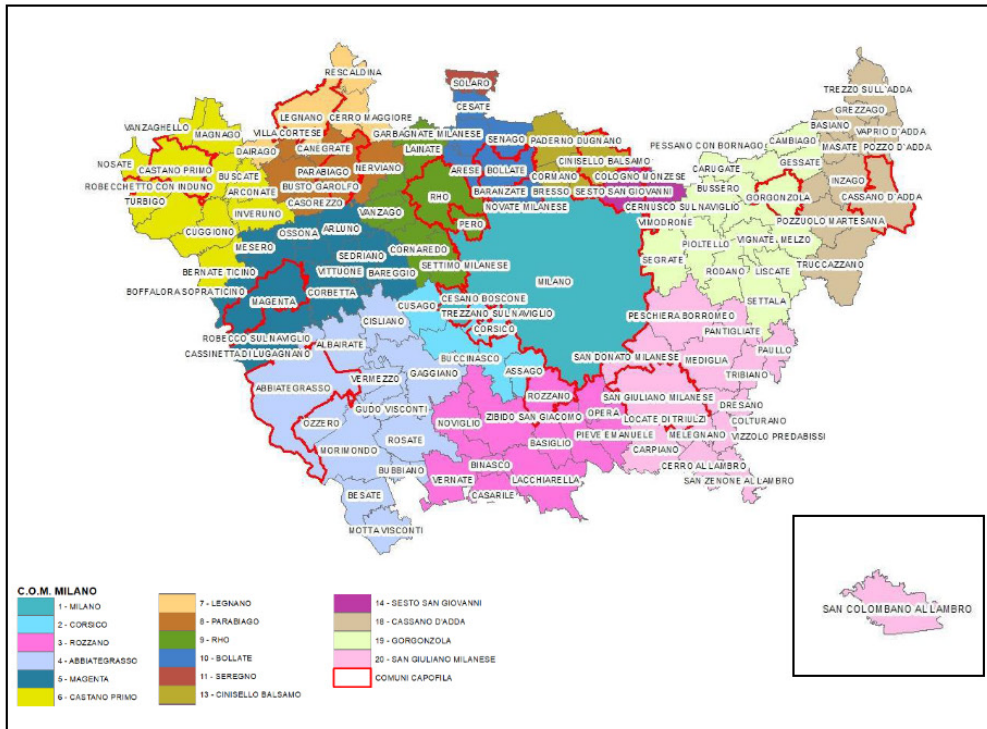 RESCALDINA
SOLARO
TREZZO SULL'ADDA
CESATE
LEGNANO
GREZZAGO
CERRO MAGGIORE
VANZAGHELLO
VILLA CORTESE
GARBAGNATE MILANESE
BASIANO
VAPRIO D'ADDA
MAGNAGO
SENAGO
PADERNO DUGNANO
CAMBIAGO
DAIRAGO
CANEGRATE
LAINATE
PESSANO CON BORNAGO
MASATE
POZZO D'ADDA
NOSATE
NERVIANO
CINISELLO BALSAMO
GESSATE
CASTANO PRIMO
BUSCATE
PARABIAGO
ARESE
BOLLATE
CORMANO
COLOGNO MONZESE
CARUGATE
INZAGO
ROBECCHETTO CON INDUNO
ARCONATE
BUSTO GAROLFO
RHO
BARANZATE
BRESSO
SESTO SAN GIOVANNI
BUSSERO
GORGONZOLA
CASSANO D'ADDA
TURBIGO
CASOREZZO
NOVATE MILANESE
CERNUSCO SUL NAVIGLIO
INVERUNO
VANZAGO
PERO
VIMODRONE
POZZUOLO MARTESANA
CUGGIONO
OSSONA
ARLUNO
CORNAREDO
PIOLTELLO
VIGNATE
MELZO
MESERO
SEDRIANO
SETTIMO MILANESE
SEGRATE
TRUCCAZZANO
BERNATE TICINO
VITTUONE
BAREGGIO
MILANO
RODANO
LISCATE
BOFFALORA SOPRA TICINO
MAGENTA
CORBETTA
CUSAGO
CESANO BOSCONE
SETTALA
TREZZANO SUL NAVIGLIO
PESCHIERA BORROMEO
CISLIANO
CORSICO
PANTIGLIATE
ROBECCO SUL NAVIGLIO
ALBAIRATE
CASSINETTA DI LUGAGNANO
BUCCINASCO
SAN DONATO MILANESE
MEDIGLIA
PAULLO
ABBIATEGRASSO
VERMEZZO
GAGGIANO
ASSAGO
TRIBIANO
ROZZANO
SAN GIULIANO MILANESE
DRESANO
GUDO VISCONTI
OZZERO
NOVIGLIO
ZIBIDO SAN GIACOMO
OPERA
LOCATE DI TRIULZI
COLTURANO
ROSATE
PIEVE EMANUELE
MELEGNANO
VIZZOLO PREDABISSI
MORIMONDO
BASIGLIO
CARPIANO
BUBBIANO
BINASCO
CERRO AL LAMBRO
VERNATE
LACCHIARELLA
SAN ZENONE AL LAMBRO
BESATE
CASARILE
MOTTA VISCONTI
SAN COLOMBANO AL LAMBRO
C.O.M. MILANO
1 - MILANO
2 - CORSICO
3 - ROZZANO
4 - ABBIATEGRASSO
5 - MAGENTA
6 - CASTANO PRIMO
7 - LEGNANO
8 - PARABIAGO
9 - RHO
10 - BOLLATE
11 - SEREGNO
13 - CINISELLO BALSAMO
14 - SESTO SAN GIOVANNI
18 - CASSANO D'ADDA
19 - GORGONZOLA
20 - SAN GIULIANO MILANESE
COMUNI CAPOFILA